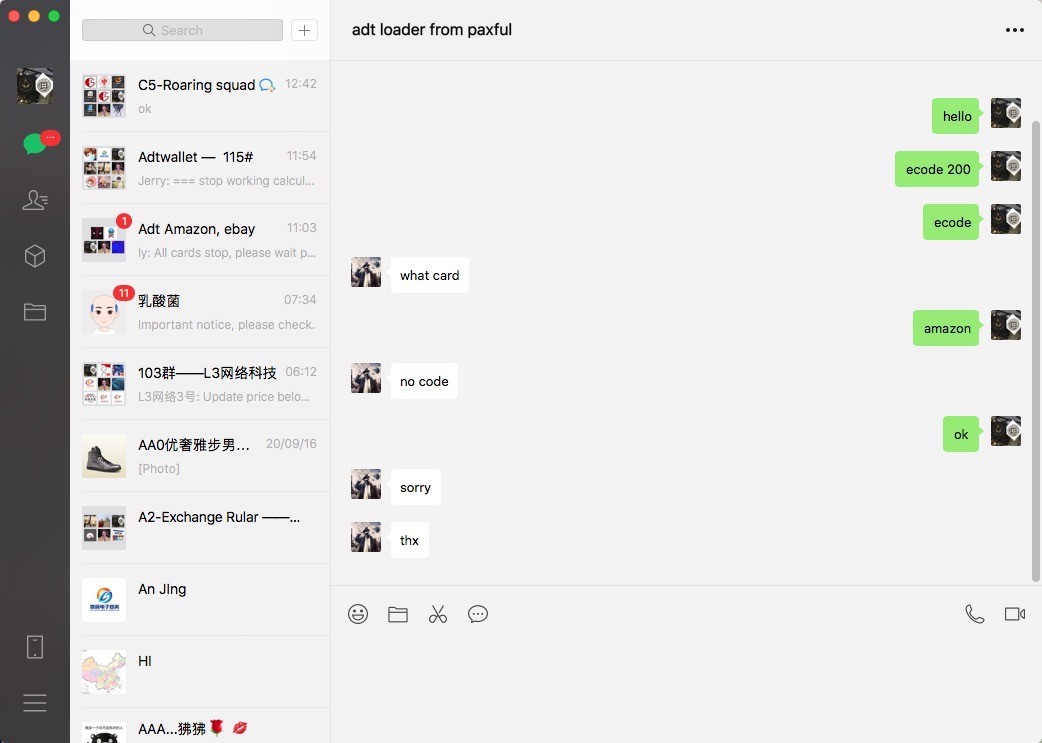 Search
adt loader from paxful
C5-Roaring squad
12:42
ok
Adtwallet — 115#
11:54
Jerry: === stop working calcul...
1
Adt Amazon, ebay
11:03
ly: All cards stop, please wait p...
11
乳酸菌
07:34
Important notice, please check.
103群——L3网络科技
06:12
L3网络3号: Update price belo...
AA0优奢雅步男...
20/09/16
[Photo]
A2-Exchange Rular ——...
An JIng
HI
AAA...狒狒
hello
ecode 200
ecode
what card
amazon
no code
ok
sorry
thx